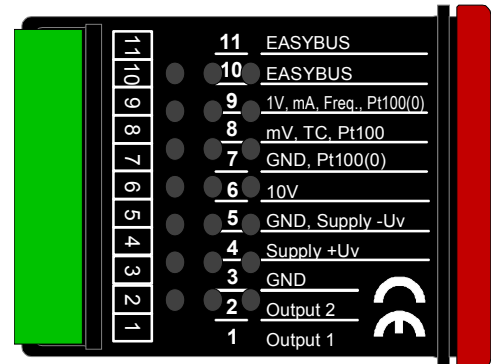 11 11 EASYBUS
10 10 EASYBUS
9 9 1V, mA, Freq., Pt100(0)
8 8 mV, TC, Pt100
7 7 GND, Pt100(0)
6 6 10V
5 5 GND, Supply -Uv
4 4 Supply +Uv
3 3 GND
2 2 Output 2
1 1 Output 1
CE